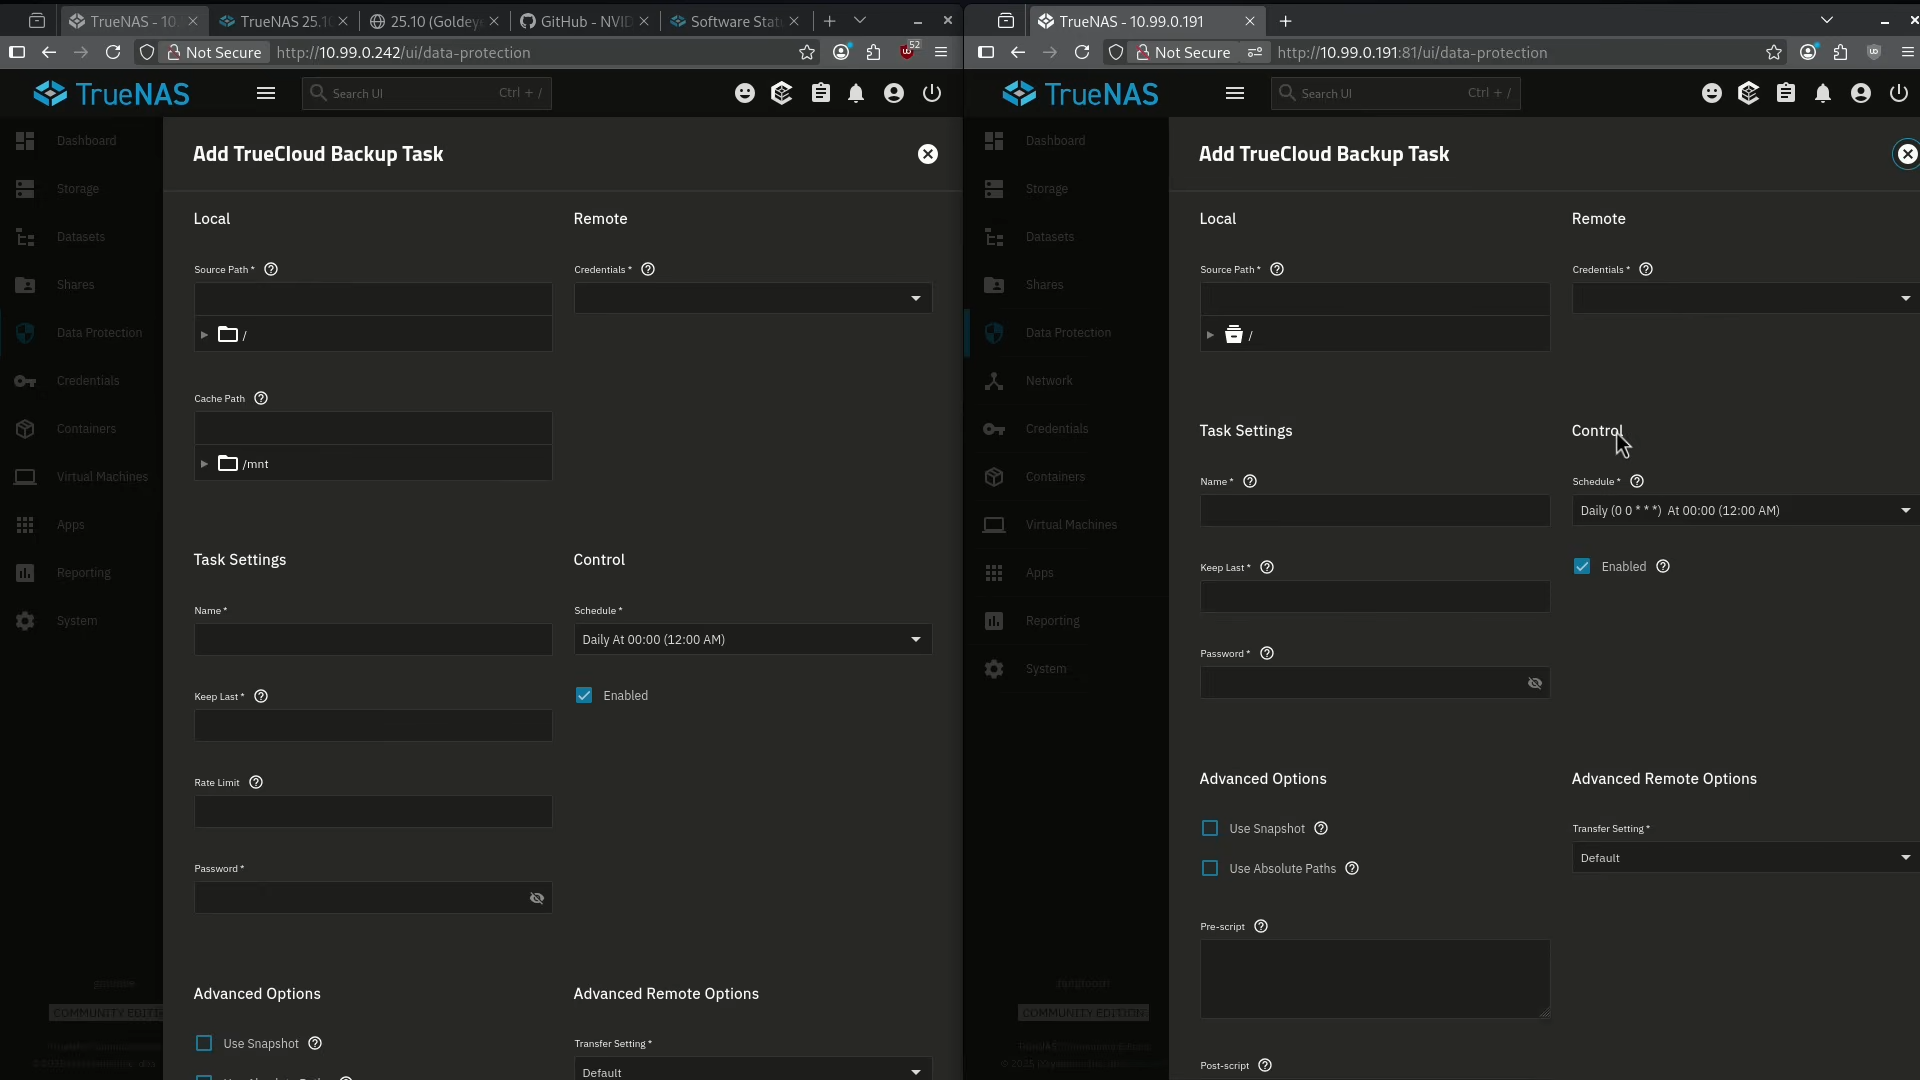 TrueNAS - 10.
TrueNAS 25.10
25.10 (Goldeye
GitHub - NVID
Software Stat
Not Secure
http://10.99.0.242/ui/data-protection
52
TrueNAS
Search UI
Ctrl + /
Dashboard
Storage
Datasets
Shares
Data Protection
Credentials
Containers
Virtual Machines
Apps
Reporting
System
COMMUNITY EDITI
Add TrueCloud Backup Task
Local
Remote
Source Path *
Credentials *
/
Cache Path
/mnt
Task Settings
Control
Name *
Schedule *
Daily At 00:00 (12:00 AM)
Keep Last *
Enabled
Rate Limit
Password *
Advanced Options
Advanced Remote Options
Use Snapshot
Transfer Setting *
Default
TrueNAS - 10.99.0.191
Not Secure
http://10.99.0.191:81/ui/data-protection
TrueNAS
Search UI
Ctrl + /
Dashboard
Storage
Datasets
Shares
Data Protection
Network
Credentials
Containers
Virtual Machines
Apps
Reporting
System
COMMUNITY EDITION
Add TrueCloud Backup Task
Local
Remote
Source Path *
Credentials *
/
Task Settings
Control
Name *
Schedule *
Daily (0 0 * * *) At 00:00 (12:00 AM)
Keep Last *
Enabled
Password *
Advanced Options
Advanced Remote Options
Use Snapshot
Transfer Setting *
Use Absolute Paths
Default
Pre-script
Post-script